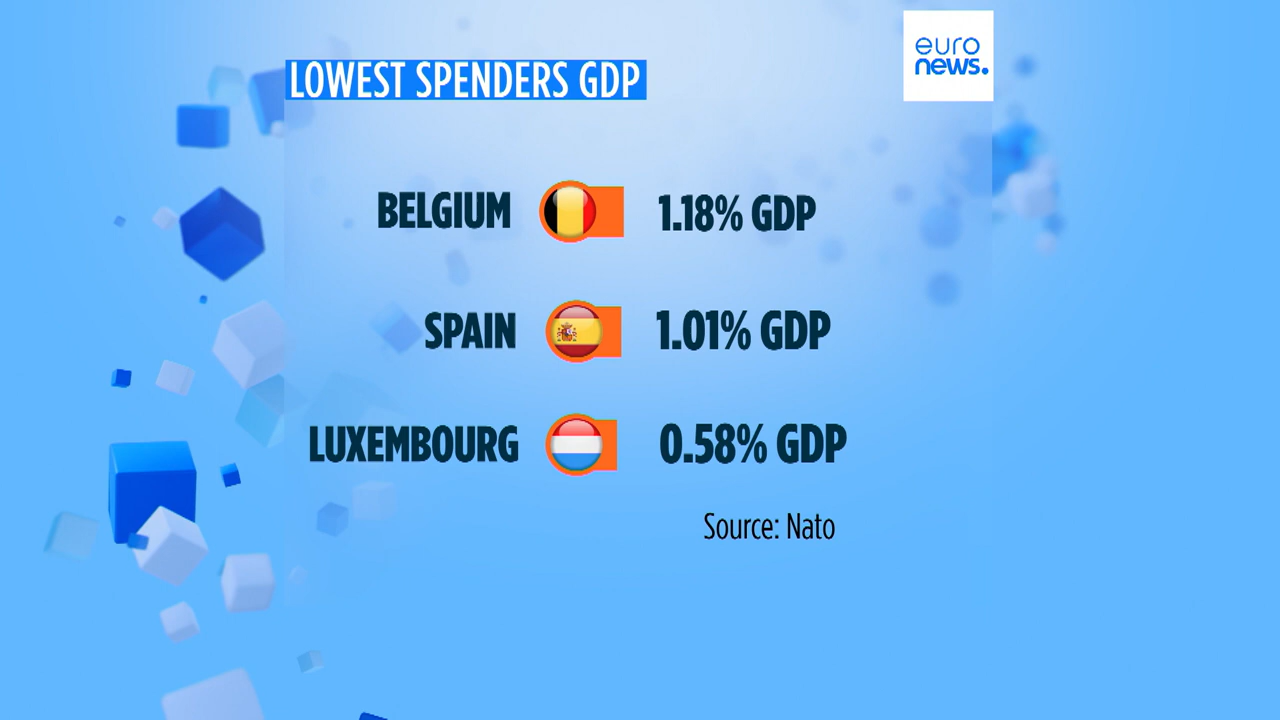 euro
news.
LOWEST SPENDERS GDP
BELGIUM 1.18% GDP
SPAIN 1.01% GDP
LUXEMBOURG 0.58% GDP
Source: Nato